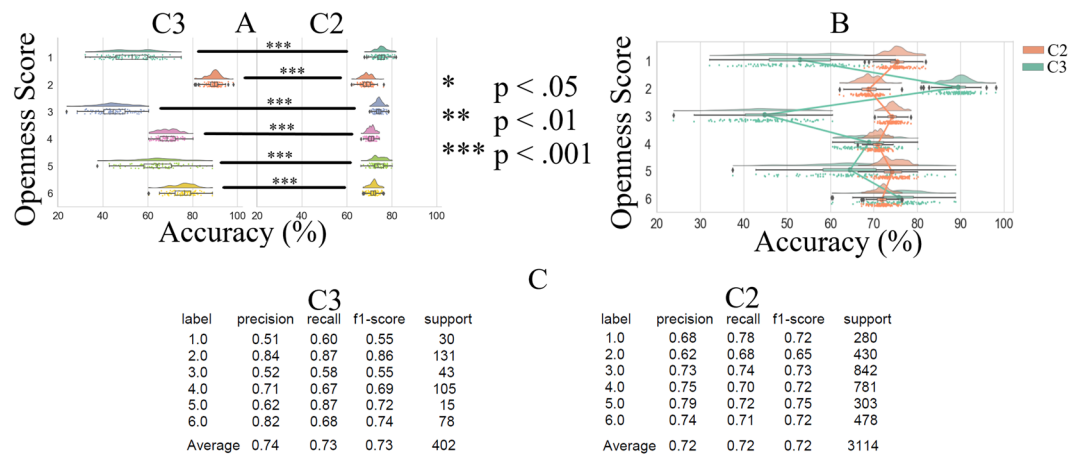 C3 A C2
Openness Score
1
2
3
4
5
6
***
***
***
***
***
***
20 40 60 80 100 20 40 60 80 100
Accuracy (%)
* p < .05
** p < .01
*** p < .001
B
Openness Score
1
2
3
4
5
6
20 30 40 50 60 70% 80 90 100
Accuracy (%)
C2
C3
C
C3
label precision recall f1-score support
1.0 0.51 0.60 0.55 30
2.0 0.84 0.87 0.86 131
3.0 0.52 0.58 0.55 43
4.0 0.71 0.67 0.69 105
5.0 0.62 0.87 0.72 15
6.0 0.82 0.68 0.74 78
Average 0.74 0.73 0.73 402
C2
label precision recall f1-score support
1.0 0.68 0.78 0.72 280
2.0 0.62 0.68 0.65 430
3.0 0.73 0.74 0.73 842
4.0 0.75 0.70 0.72 781
5.0 0.79 0.72 0.75 303
6.0 0.74 0.71 0.72 478
Average 0.72 0.72 0.72 3114